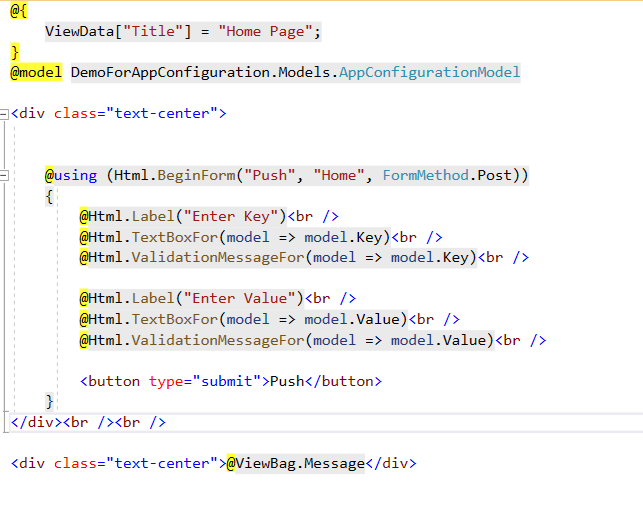 @{
    ViewData["Title"] = "Home Page";
}
@model DemoForAppConfiguration.Models.AppConfigurationModel
<div class="text-center">
    @using (Html.BeginForm("Push", "Home", FormMethod.Post))
    {
        @Html.Label("Enter Key")<br />
        @Html.TextBoxFor(model => model.Key)<br />
        @Html.ValidationMessageFor(model => model.Key)<br />
        @Html.Label("Enter Value")<br />
        @Html.TextBoxFor(model => model.Value)<br />
        @Html.ValidationMessageFor(model => model.Value)<br />
        <button type="submit">Push</button>
    }
</div><br /><br />
<div class="text-center">@ViewBag.Message</div>